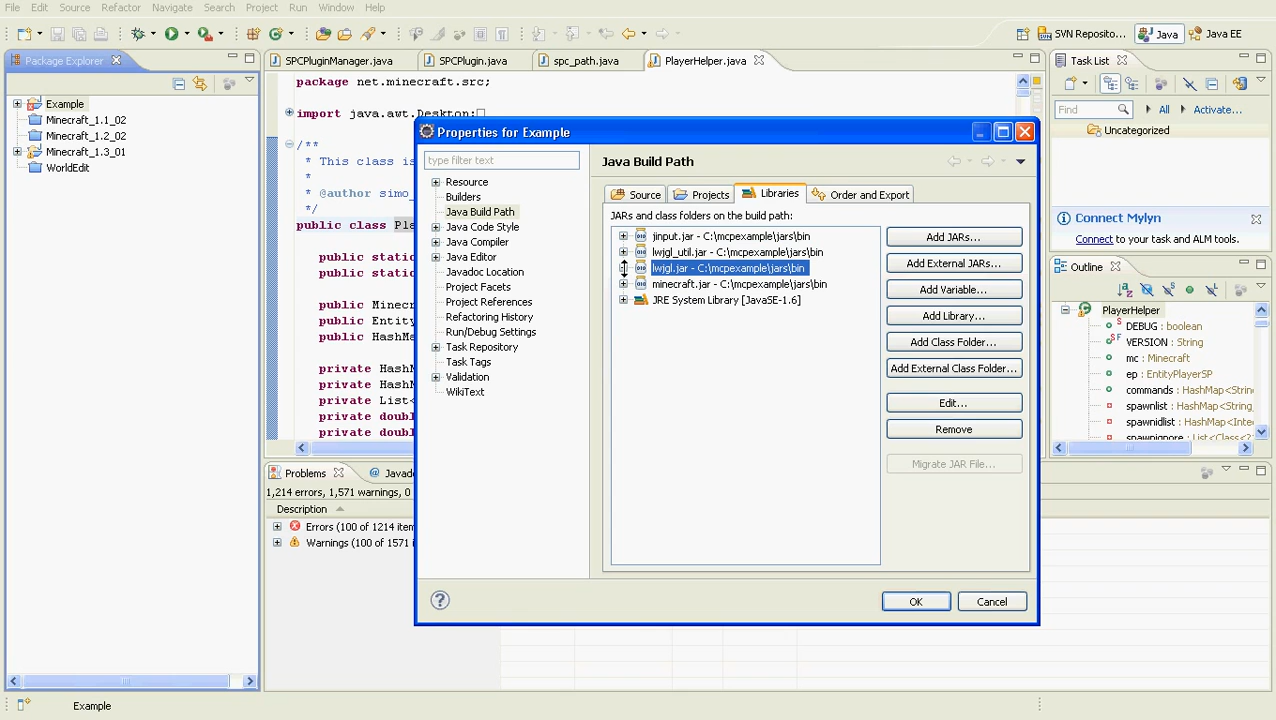 File Edit Source Refactor Navigate Search Project Run Window Help
SVN Reposito... Java Java EE
Package Explorer
SPCPluginManager.java SPCPlugin.java spc_path.java PlayerHelper.java
Task List
Example
Minecraft_1.1_02
Minecraft_1.2_02
Minecraft_1.3_01
WorldEdit
package net.minecraft.src;
import java.awt.Desktop;
/**
* This class is
*
* @author simo_
*/
public class Pla
public stati
public stati
public Minec
public Entit
public HashM
private HashM
private HashM
private List<
private doubl
private doubl
Properties for Example
type filter text
Resource
Builders
Java Build Path
Java Code Style
Java Compiler
Java Editor
Javadoc Location
Project Facets
Project References
Refactoring History
Run/Debug Settings
Task Repository
Task Tags
Validation
WikiText
Java Build Path
Source Projects Libraries Order and Export
JARs and class folders on the build path:
jinput.jar - C:\mcpexample\jars\bin
lwjgl_util.jar - C:\mcpexample\jars\bin
lwjgl.jar - C:\mcpexample\jars\bin
minecraft.jar - C:\mcpexample\jars\bin
JRE System Library [JavaSE-1.6]
Add JARs...
Add External JARs...
Add Variable...
Add Library...
Add Class Folder...
Add External Class Folder...
Edit...
Remove
Migrate JAR File...
OK Cancel
Find All Activate...
Uncategorized
Connect Mylyn
Connect to your task and
Outline
PlayerHelper
DEBUG : boolean
VERSION : String
mc : Minecraft
ep : EntityPlayerSP
commands : HashMap<String
spawnlist : HashMap<String,
spawnidlist : HashMap<Inte
spawnignore : List<Class<?
Problems Javado
1,214 errors, 1,571 warnings, 0
Description
Errors (100 of 1214 item
Warnings (100 of 1571 i
Example